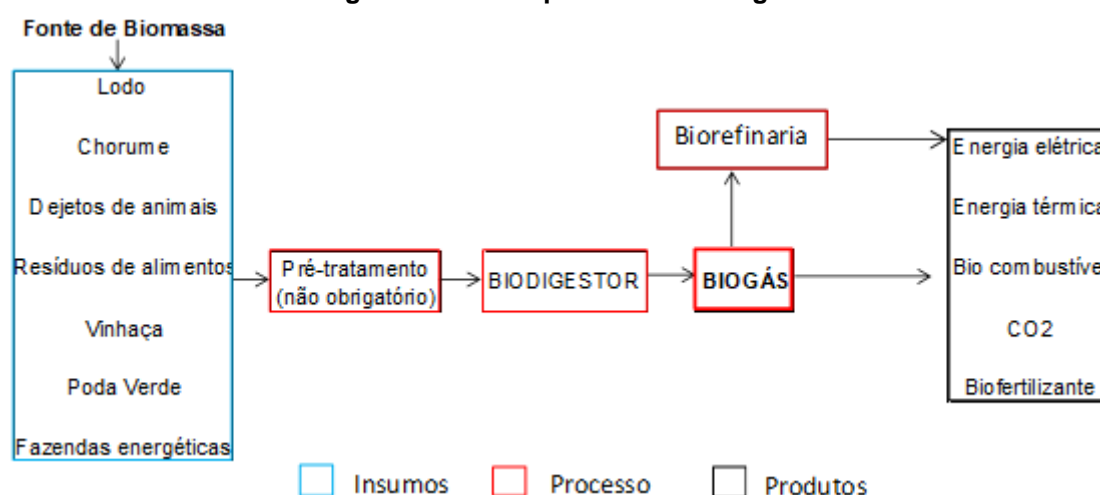 Fonte de Biomassa
Lodo
Chorume
Dejetos de animais
Resíduos de alimentos
Vinhaça
Poda Verde
Fazendas energéticas
Pré-tratamento
(não obrigatório)
BIODIGESTOR
BIOGÁS
Biorefinaria
Energia elétrica
Energia térmica
Bio combustíve
CO2
Biofertilizante
Insumos
Processo
Produtos